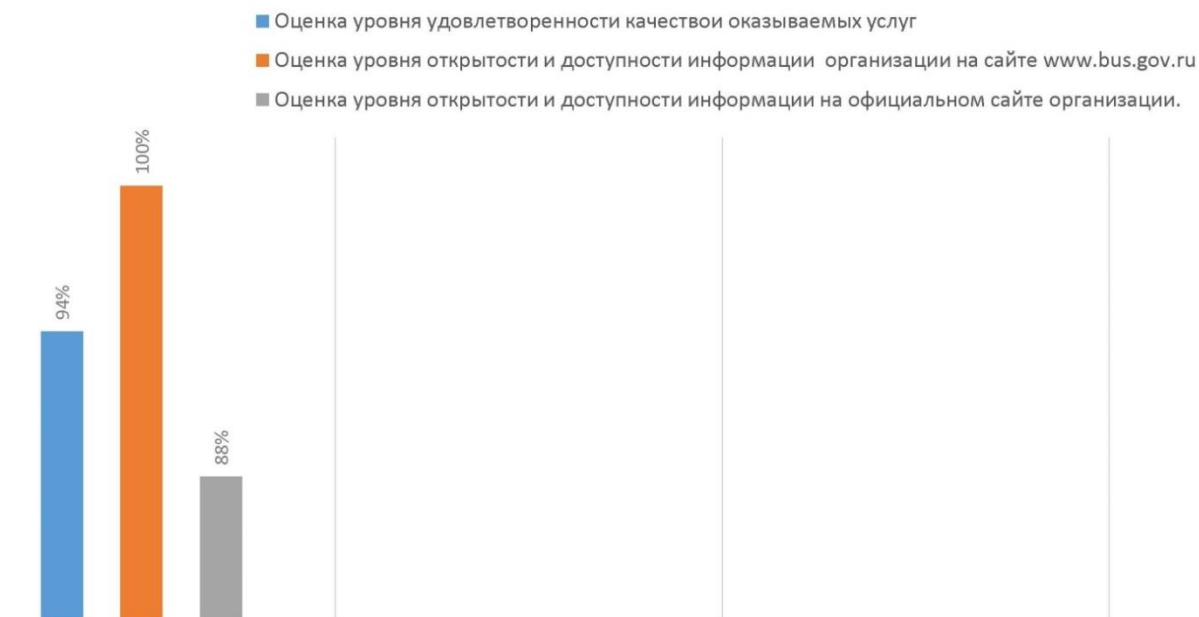 Оценка уровня удовлетворенности качествои оказываемых услуг
Оценка уровня открытости и доступности информации организации на сайте www.bus.gov.ru
Оценка уровня открытости и доступности информации на официальном сайте организации.
94%
100%
88%